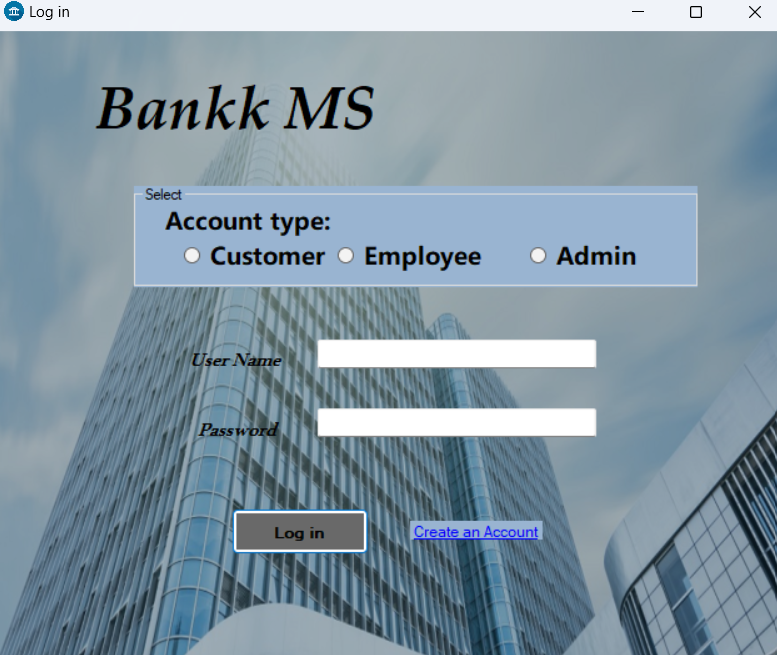 Log in
Bankk MS
Select
Account type:
Customer Employee Admin
User Name
Password
Log in Create an Account